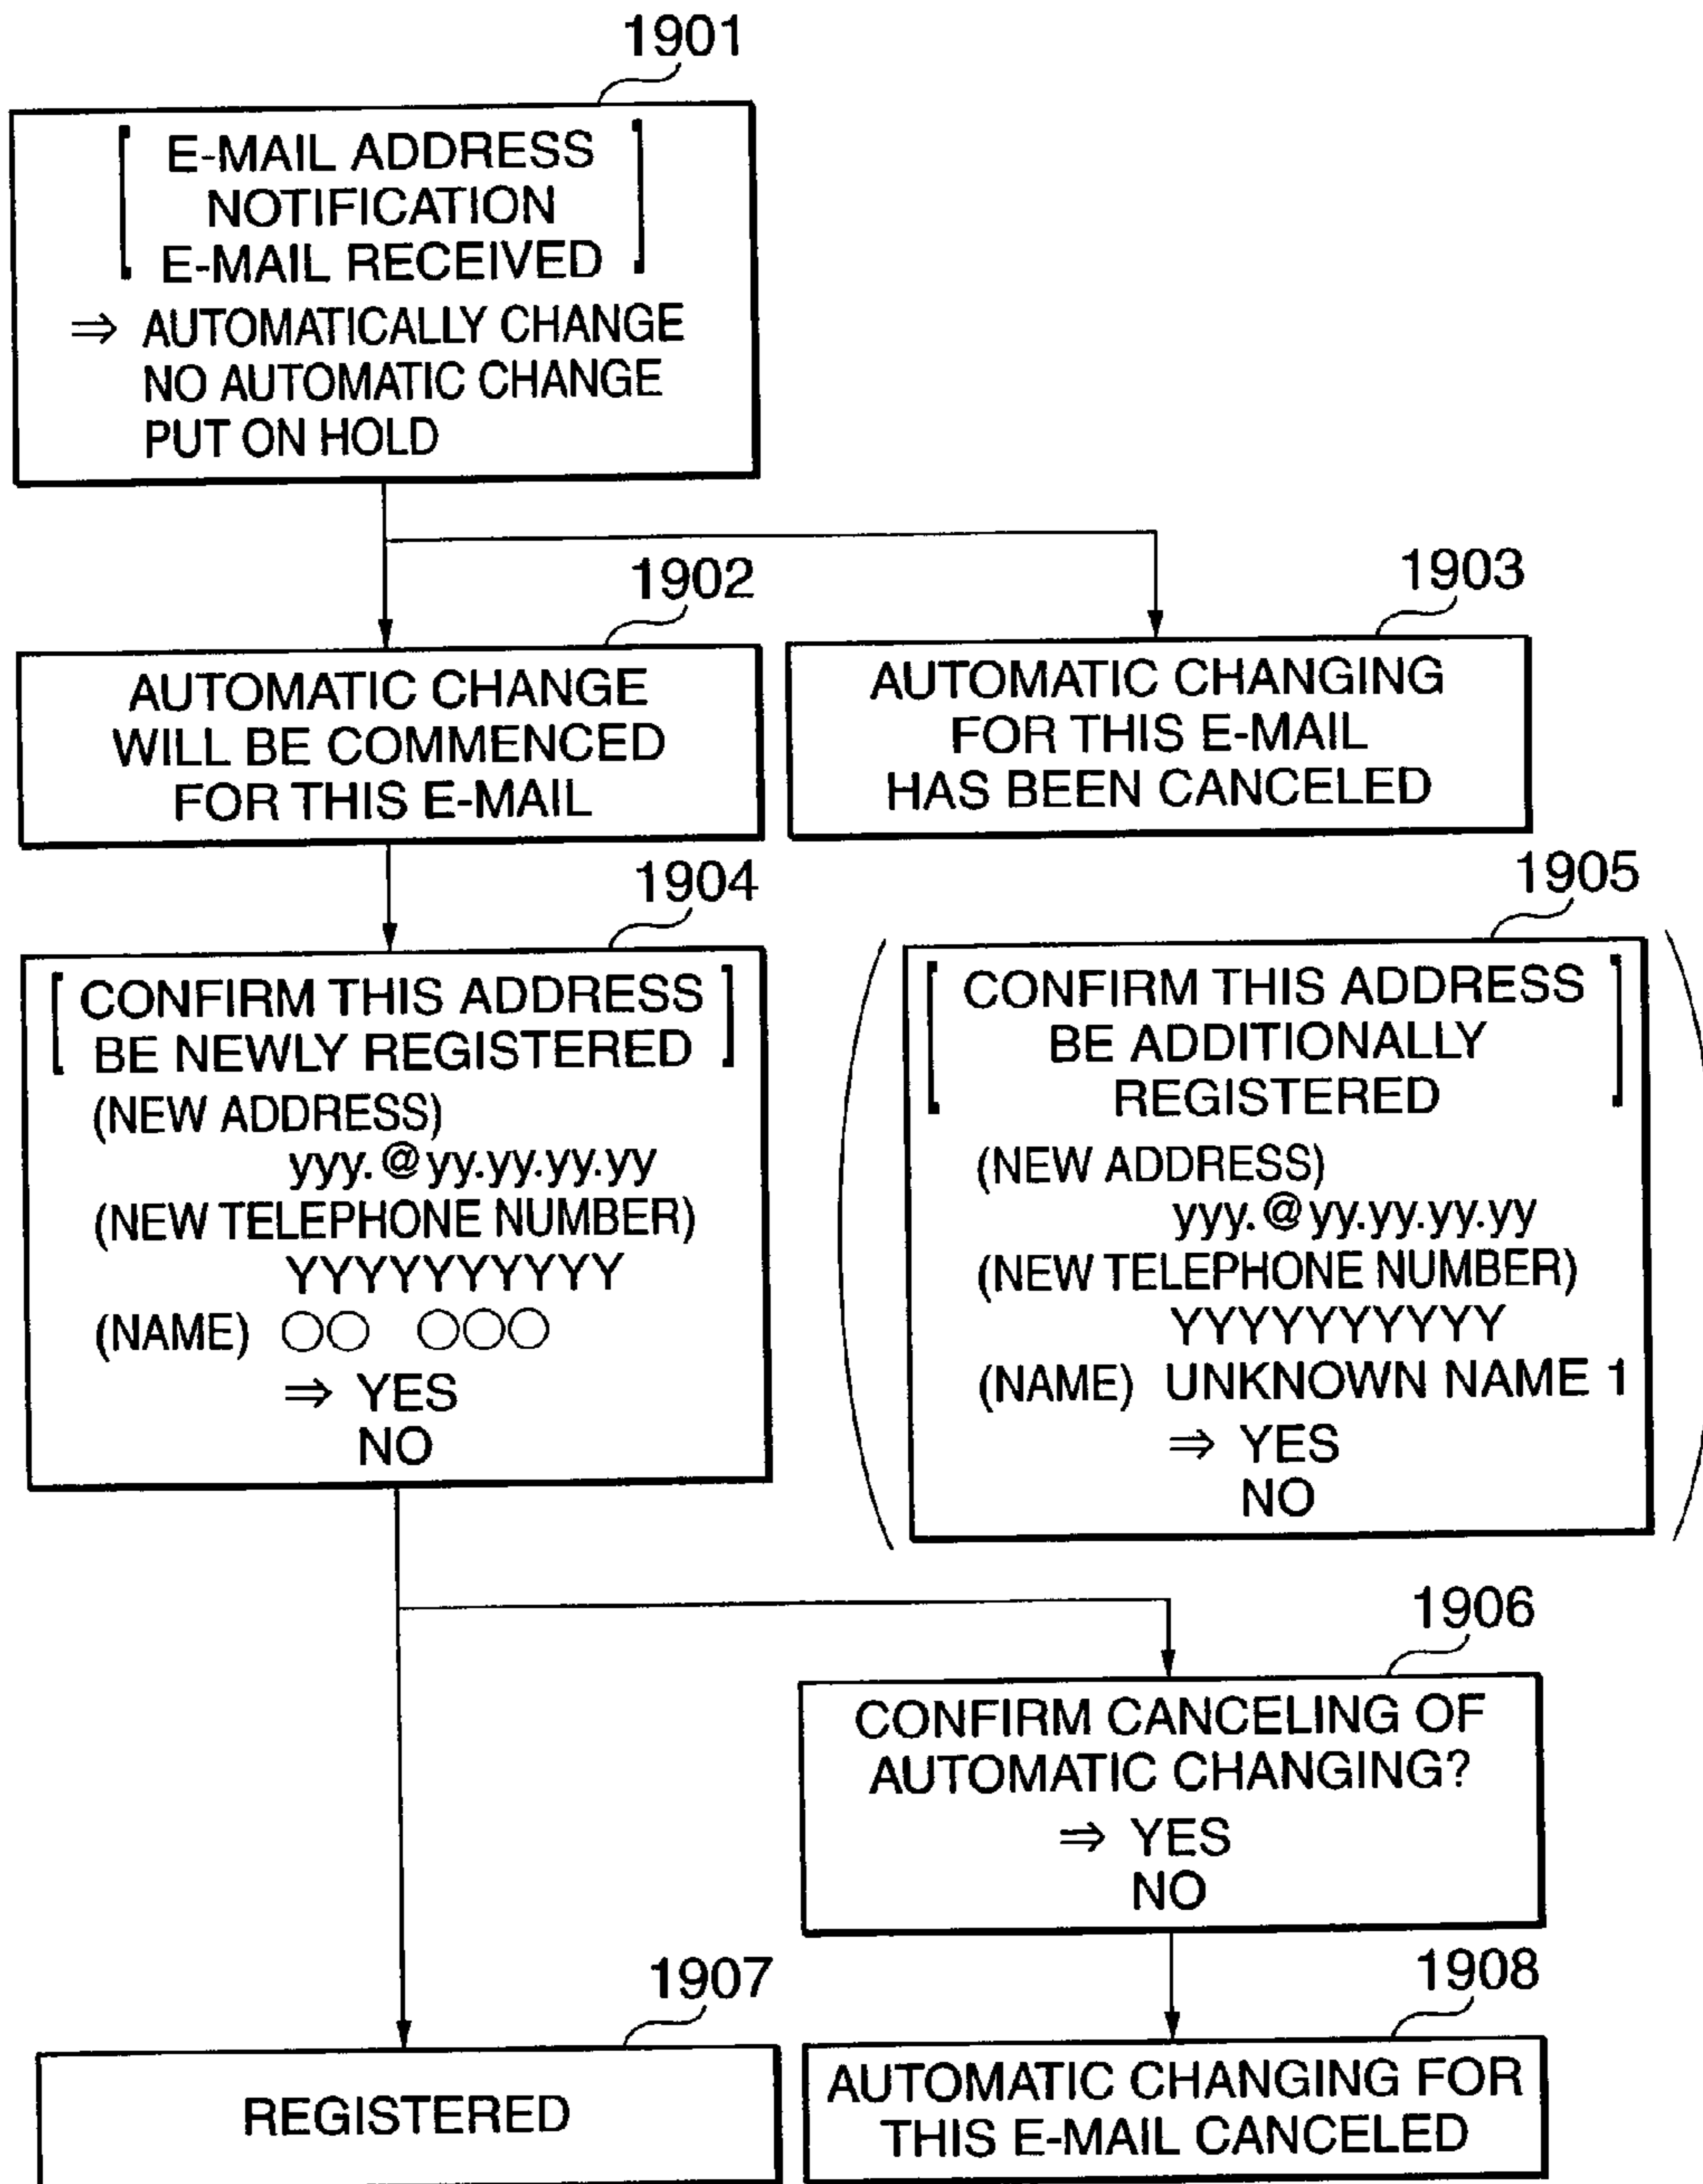 1901
E-MAIL ADDRESS
NOTIFICATION
E-MAIL RECEIVED
⇒ AUTOMATICALLY CHANGE
NO AUTOMATIC CHANGE
PUT ON HOLD
1902
AUTOMATIC CHANGE
WILL BE COMMENCED
FOR THIS E-MAIL
1903
AUTOMATIC CHANGING
FOR THIS E-MAIL
HAS BEEN CANCELED
1904
[ CONFIRM THIS ADDRESS
BE NEWLY REGISTERED ]
(NEW ADDRESS)
yyy.@yy.yy.yy.yy
(NEW TELEPHONE NUMBER)
YYYYYYYYYY
(NAME) ○○ ○○○
⇒ YES
NO
1905
[ CONFIRM THIS ADDRESS
BE ADDITIONALLY
REGISTERED ]
(NEW ADDRESS)
yyy.@yy.yy.yy.yy
(NEW TELEPHONE NUMBER)
YYYYYYYYYY
(NAME) UNKNOWN NAME 1
⇒ YES
NO
1906
CONFIRM CANCELING OF
AUTOMATIC CHANGING?
⇒ YES
NO
1907
REGISTERED
1908
AUTOMATIC CHANGING FOR
THIS E-MAIL CANCELED